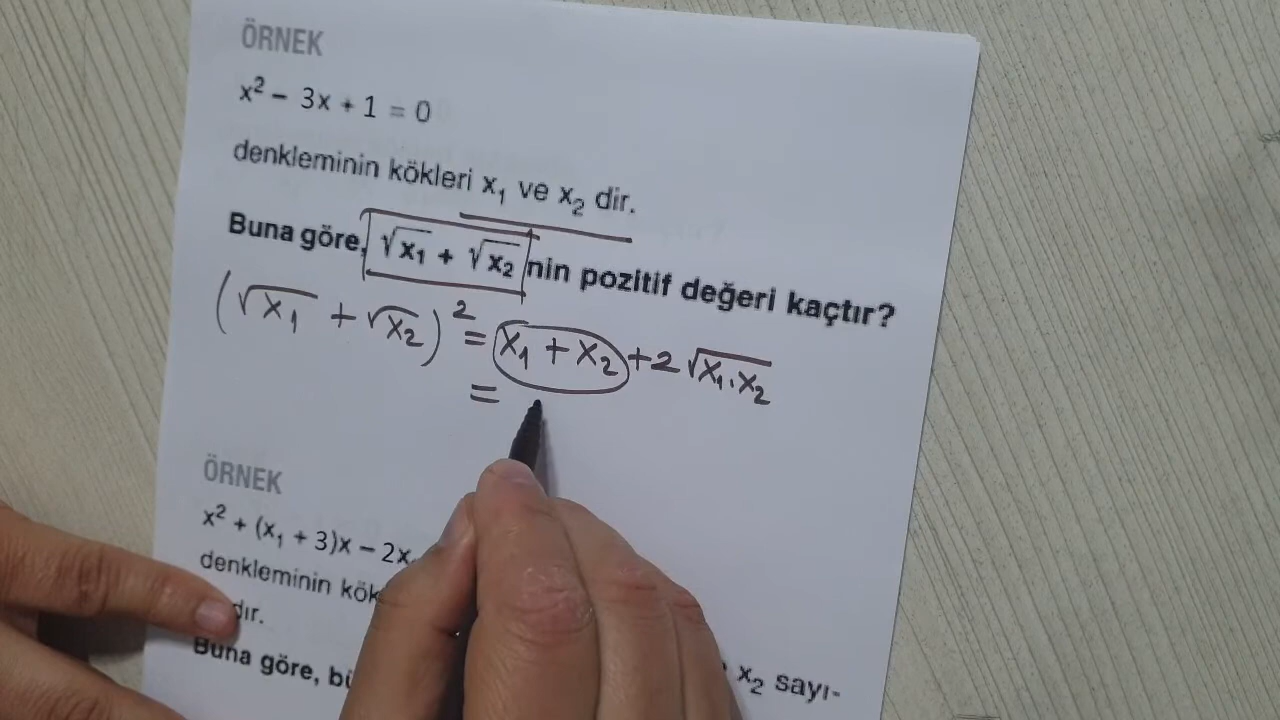 ÖRNEK
x² - 3x + 1 = 0
denkleminin kökleri x₁ ve x₂ dir.
Buna göre, √x₁ + √x₂ nin pozitif değeri kaçtır?
(√x₁ + √x₂)² = x₁ + x₂ + 2√x₁.x₂
=
ÖRNEK
x² + (x₁ + 3)x - 2x
denkleminin kök
dır.
Buna göre, bü x₂ sayı-